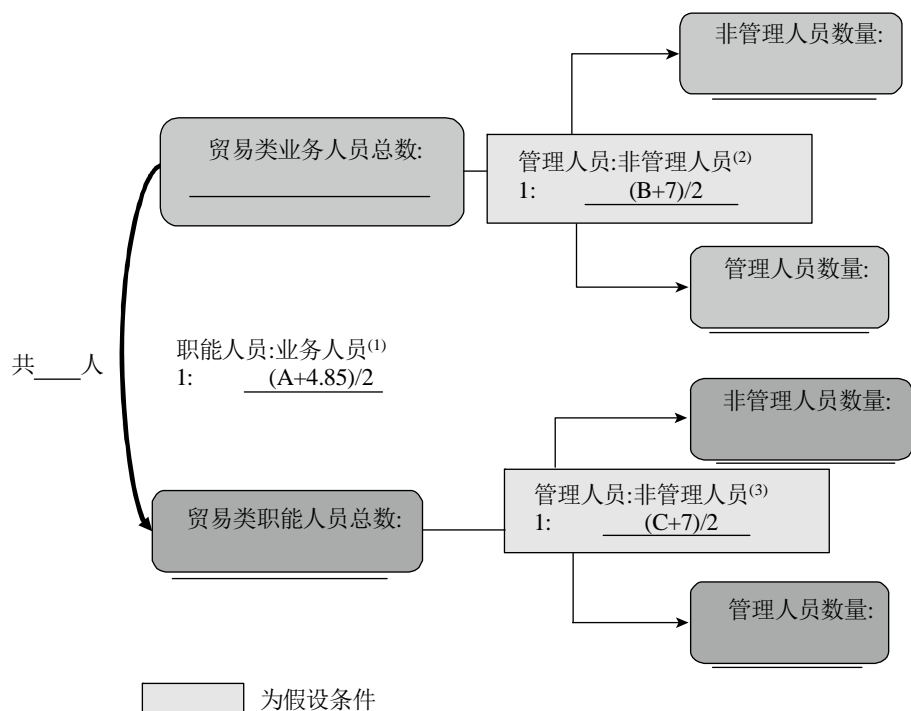 非管理人员数量:
贸易类业务人员总数:
管理人员:非管理人员(2)
1: (B+7)/2
管理人员数量:
职能人员:业务人员(1)
1: (A+4.85)/2
共____人
非管理人员数量:
管理人员:非管理人员(3)
1: (C+7)/2
贸易类职能人员总数:
管理人员数量:
为假设条件